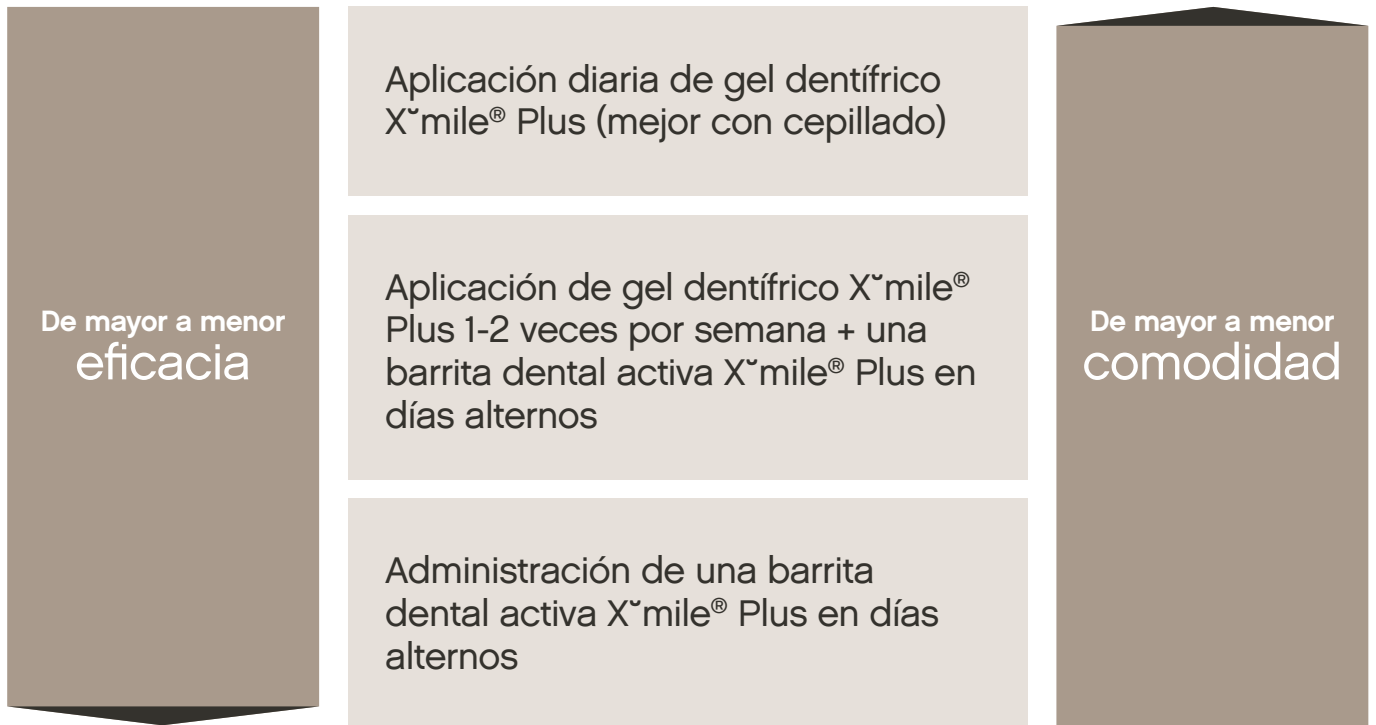 De mayor a menor
eficacia
Aplicación diaria de gel dentífrico
X˘mile® Plus (mejor con cepillado)
Aplicación de gel dentífrico X˘mile®
Plus 1-2 veces por semana + una
barrita dental activa X˘mile® Plus en
días alternos
Administración de una barrita
dental activa X˘mile® Plus en días
alternos
De mayor a menor
comodidad